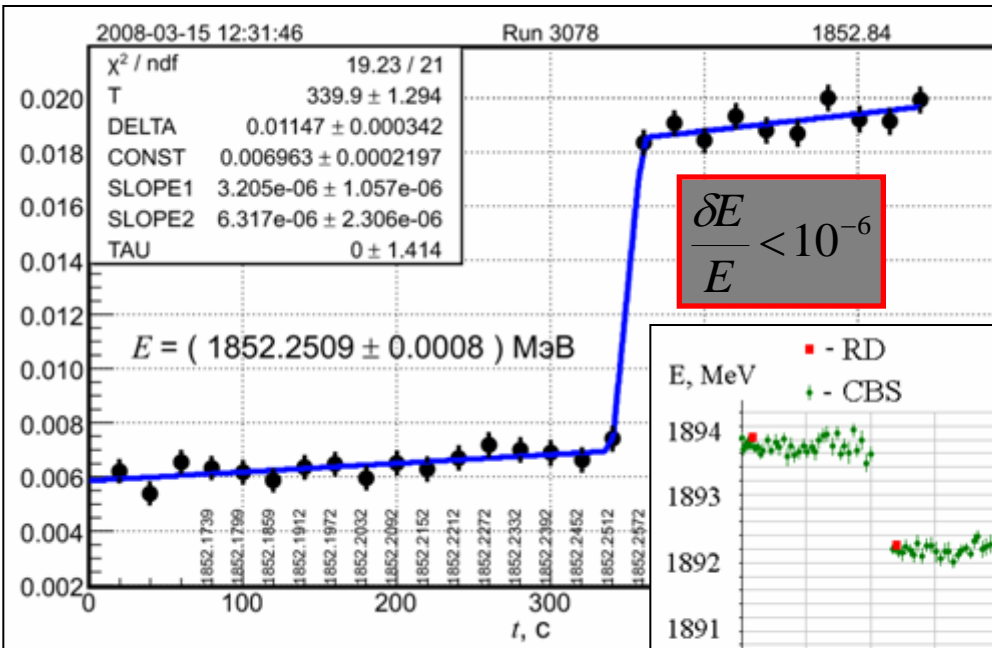 2008-03-15 12:31:46 Run 3078 1852.84
χ² / ndf 19.23 / 21
T 339.9 ± 1.294
DELTA 0.01147 ± 0.000342
CONST 0.006963 ± 0.0002197
SLOPE1 3.205e-06 ± 1.057e-06
SLOPE2 6.317e-06 ± 2.306e-06
TAU 0 ± 1.414
0.020
0.018
0.016
0.014
0.012
0.010
0.008
0.006
0.004
0.002
δE/E < 10⁻⁶
E = ( 1852.2509 ± 0.0008 ) МэВ
1852.1739
1852.1799
1852.1859
1852.1912
1852.1972
1852.2032
1852.2092
1852.2152
1852.2212
1852.2272
1852.2332
1852.2392
1852.2452
1852.2512
1852.2572
0 100 200 300
t, с
- RD
- CBS
E, MeV
1894
1893
1892
1891